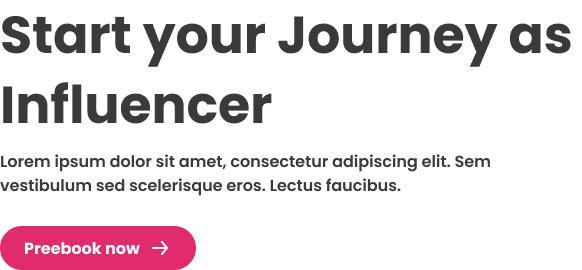 Start your Journey as
Influencer
Lorem ipsum dolor sit amet, consectetur adipiscing elit. Sem
vestibulum sed scelerisque eros. Lectus faucibus.
Preebook now →